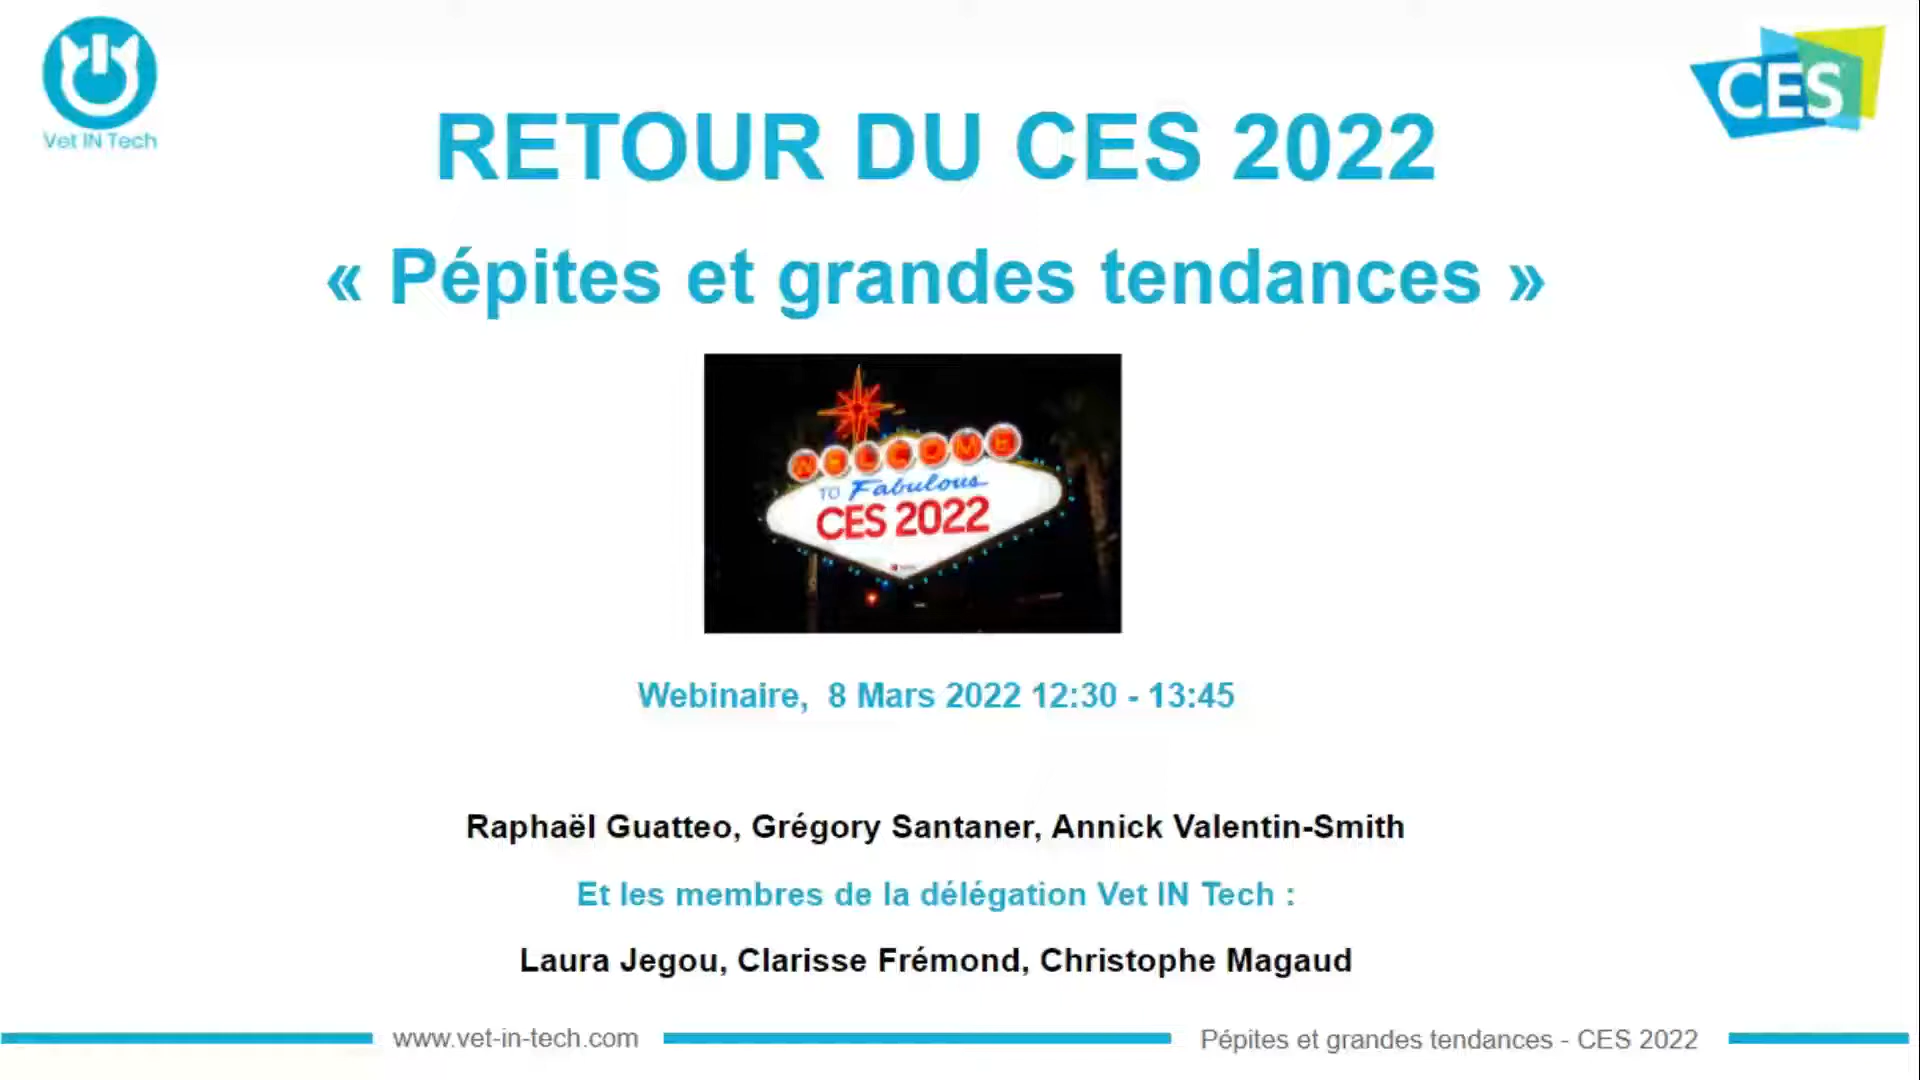 Vet IN Tech
CES
RETOUR DU CES 2022
« Pépites et grandes tendances »
WELCOME
TO Fabulous
CES 2022
Webinaire, 8 Mars 2022 12:30 - 13:45
Raphaël Guatteo, Grégory Santaner, Annick Valentin-Smith
Et les membres de la délégation Vet IN Tech :
Laura Jegou, Clarisse Frémond, Christophe Magaud
www.vet-in-tech.com
Pépites et grandes tendances - CES 2022